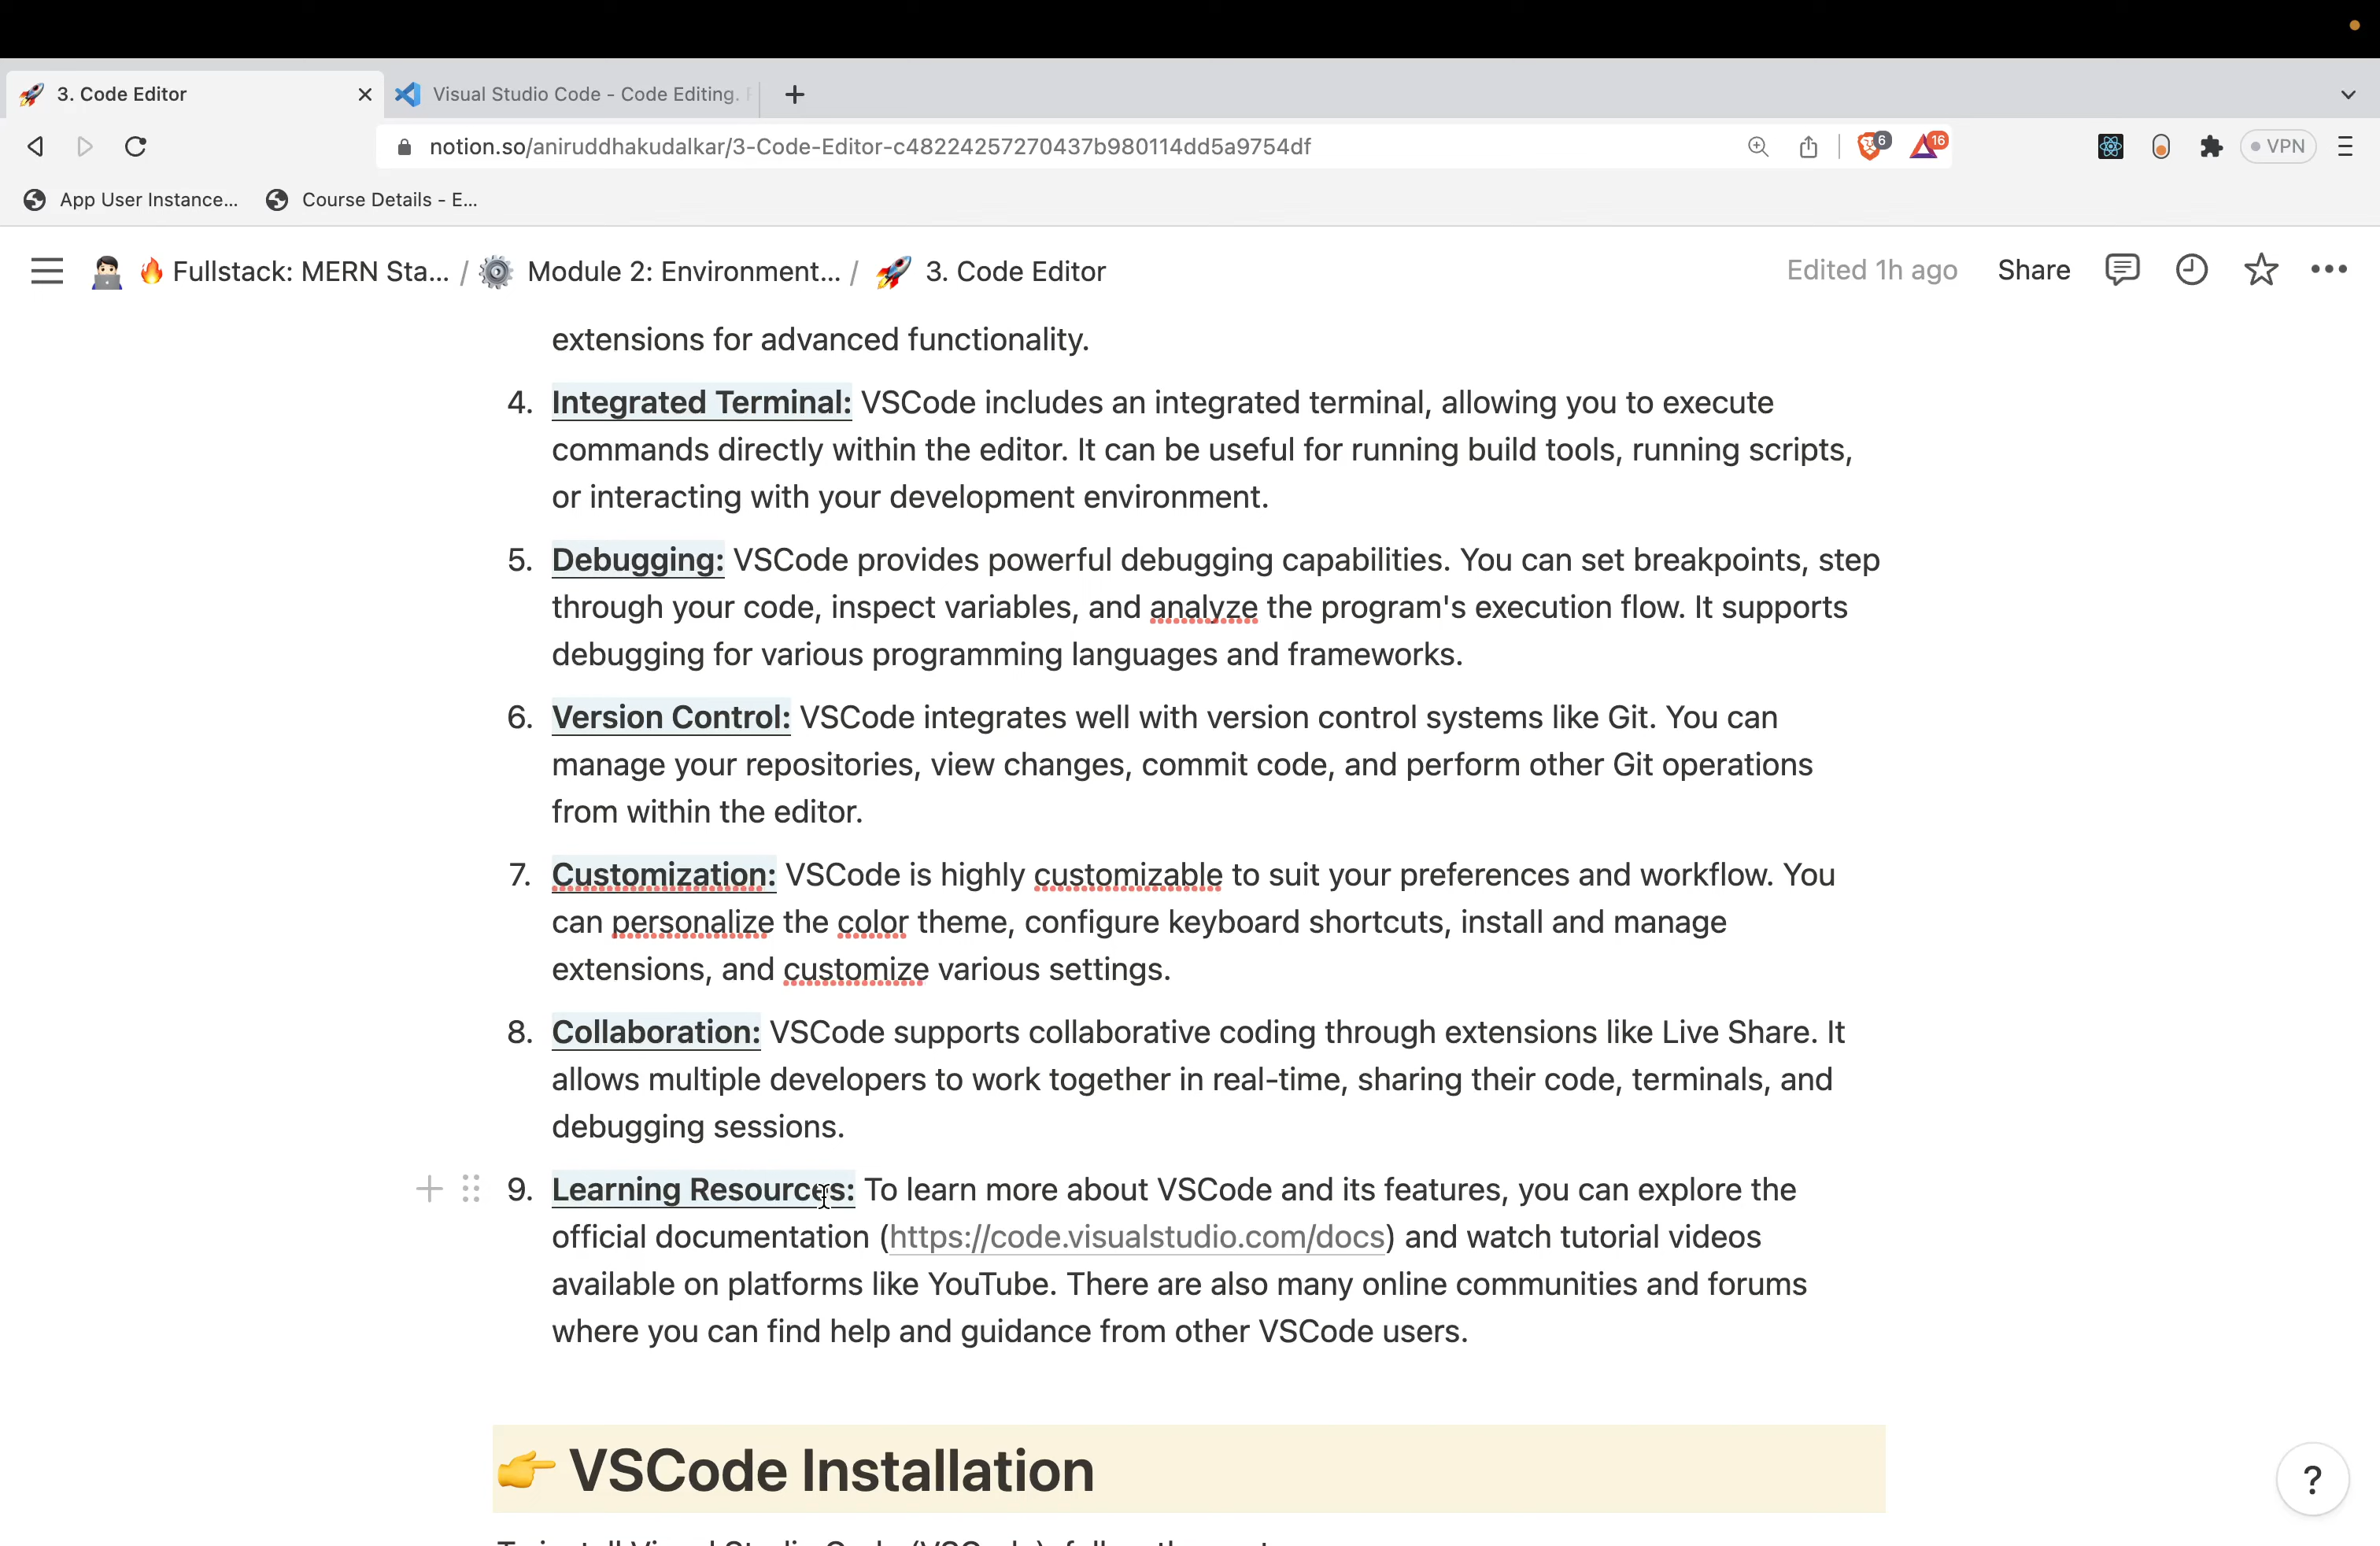 3. Code Editor
Visual Studio Code - Code Editing.
notion.so/aniruddhakudalkar/3-Code-Editor-c48224257270437b980114dd5a9754df
6
16
VPN
App User Instance...
Course Details - E...
🔥 Fullstack: MERN Sta... / Module 2: Environment... / 🚀 3. Code Editor
Edited 1h ago
Share
extensions for advanced functionality.
4. Integrated Terminal: VSCode includes an integrated terminal, allowing you to execute
commands directly within the editor. It can be useful for running build tools, running scripts,
or interacting with your development environment.
5. Debugging: VSCode provides powerful debugging capabilities. You can set breakpoints, step
through your code, inspect variables, and analyze the program's execution flow. It supports
debugging for various programming languages and frameworks.
6. Version Control: VSCode integrates well with version control systems like Git. You can
manage your repositories, view changes, commit code, and perform other Git operations
from within the editor.
7. Customization: VSCode is highly customizable to suit your preferences and workflow. You
can personalize the color theme, configure keyboard shortcuts, install and manage
extensions, and customize various settings.
8. Collaboration: VSCode supports collaborative coding through extensions like Live Share. It
allows multiple developers to work together in real-time, sharing their code, terminals, and
debugging sessions.
9. Learning Resources: To learn more about VSCode and its features, you can explore the
official documentation (https://code.visualstudio.com/docs) and watch tutorial videos
available on platforms like YouTube. There are also many online communities and forums
where you can find help and guidance from other VSCode users.
👉 VSCode Installation
?